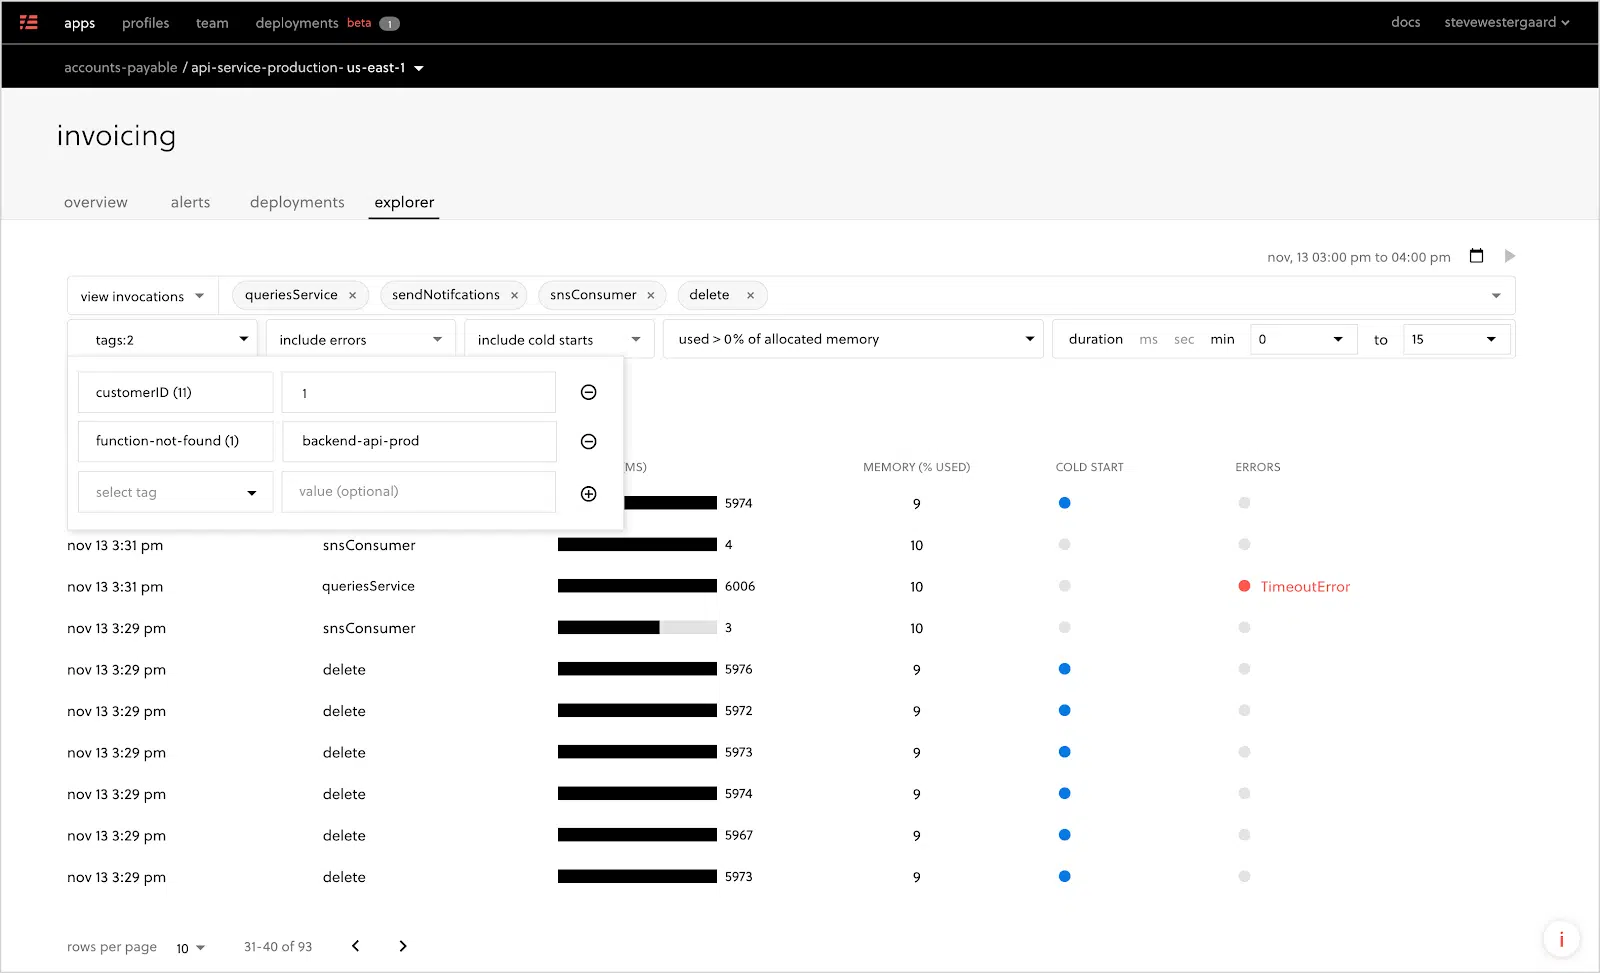 apps profiles team deployments beta 1 docs stevewestergaard
accounts-payable / api-service-production- us-east-1
invoicing
overview alerts deployments explorer
nov, 13 03:00 pm to 04:00 pm
view invocations queriesService × sendNotifcations × snsConsumer × delete ×
tags:2 include errors include cold starts used > 0% of allocated memory duration ms sec min 0 to 15
customerID (11) 1
function-not-found (1) backend-api-prod
select tag value (optional)
MS) MEMORY (% USED) COLD START ERRORS
5974 9
nov 13 3:31 pm snsConsumer 4 10
nov 13 3:31 pm queriesService 6006 10 TimeoutError
nov 13 3:29 pm snsConsumer 3 10
nov 13 3:29 pm delete 5976 9
nov 13 3:29 pm delete 5972 9
nov 13 3:29 pm delete 5973 9
nov 13 3:29 pm delete 5974 9
nov 13 3:29 pm delete 5967 9
nov 13 3:29 pm delete 5973 9
rows per page 10 31-40 of 93
i